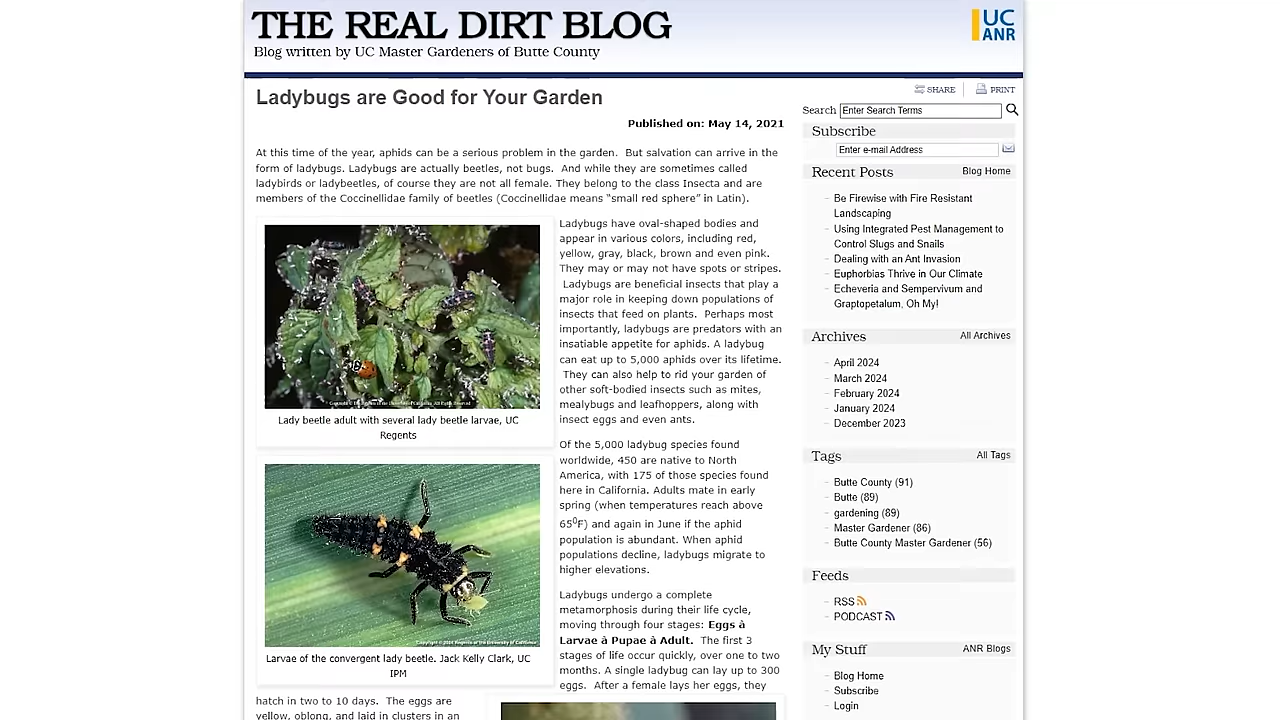 THE REAL DIRT BLOG
Blog written by UC Master Gardeners of Butte County
UC
ANR
SHARE
PRINT
Ladybugs are Good for Your Garden
Published on: May 14, 2021
At this time of the year, aphids can be a serious problem in the garden.  But salvation can arrive in the
form of ladybugs. Ladybugs are actually beetles, not bugs.  And while they are sometimes called
ladybirds or ladybeetles, of course they are not all female. They belong to the class Insecta and are
members of the Coccinellidae family of beetles (Coccinellidae means “small red sphere” in Latin).
Lady beetle adult with several lady beetle larvae, UC
Regents
Ladybugs have oval-shaped bodies and
appear in various colors, including red,
yellow, gray, black, brown and even pink.
They may or may not have spots or stripes.
Ladybugs are beneficial insects that play a
major role in keeping down populations of
insects that feed on plants.  Perhaps most
importantly, ladybugs are predators with an
insatiable appetite for aphids. A ladybug
can eat up to 5,000 aphids over its lifetime.
They can also help to rid your garden of
other soft-bodied insects such as mites,
mealybugs and leafhoppers, along with
insect eggs and even ants.
Of the 5,000 ladybug species found
worldwide, 450 are native to North
America, with 175 of those species found
here in California. Adults mate in early
spring (when temperatures reach above
65⁰F) and again in June if the aphid
population is abundant. When aphid
populations decline, ladybugs migrate to
higher elevations.
Larvae of the convergent lady beetle. Jack Kelly Clark, UC
IPM
Ladybugs undergo a complete
metamorphosis during their life cycle,
moving through four stages: Eggs à
Larvae à Pupae à Adult.  The first 3
stages of life occur quickly, over one to two
months. A single ladybug can lay up to 300
eggs.  After a female lays her eggs, they
hatch in two to 10 days.  The eggs are
yellow, oblong, and laid in clusters in an
Search Enter Search Terms
Subscribe
Enter e-mail Address
Recent Posts Blog Home
Be Firewise with Fire Resistant
Landscaping
Using Integrated Pest Management to
Control Slugs and Snails
Dealing with an Ant Invasion
Euphorbias Thrive in Our Climate
Echeveria and Sempervivum and
Graptopetalum, Oh My!
Archives All Archives
April 2024
March 2024
February 2024
January 2024
December 2023
Tags All Tags
Butte County (91)
Butte (89)
gardening (89)
Master Gardener (86)
Butte County Master Gardener (56)
Feeds
RSS
PODCAST
My Stuff ANR Blogs
Blog Home
Subscribe
Login